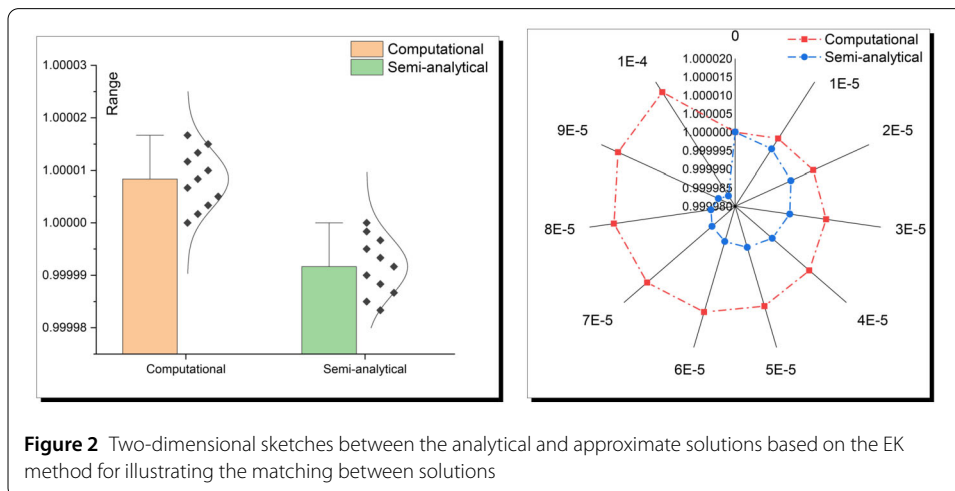 Computational
Semi-analytical
Range
1.00003
1.00002
1.00001
1.00000
0.99999
0.99998
Computational
Semi-analytical
0
Computational
Semi-analytical
1.000020
1.000015
1.000010
1.000005
1.000000
0.999995
0.999990
0.999985
0.999980
1E-5
2E-5
3E-5
4E-5
5E-5
6E-5
7E-5
8E-5
9E-5
1E-4
Figure 2 Two-dimensional sketches between the analytical and approximate solutions based on the EK
method for illustrating the matching between solutions